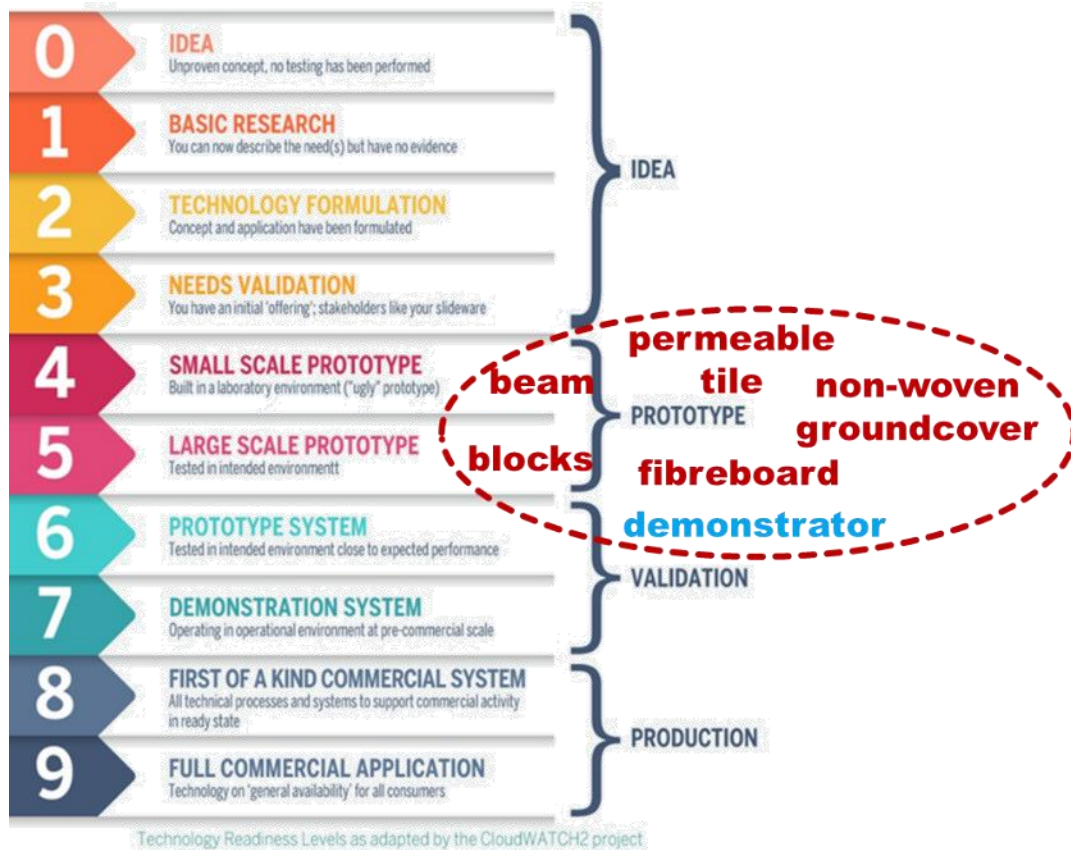 0
IDEA
Unproven concept, no testing has been performed
1
BASIC RESEARCH
You can now describe the need(s) but have no evidence
IDEA
2
TECHNOLOGY FORMULATION
Concept and application have been formulated
3
NEEDS VALIDATION
You have an initial 'offering'; stakeholders like your slideware
4
SMALL SCALE PROTOTYPE
Built in a laboratory environment ("ugly" prototype)
permeable
tile
beam
non-woven
groundcover
PROTOTYPE
5
LARGE SCALE PROTOTYPE
Tested in intended environmentt
blocks
fibreboard
6
PROTOTYPE SYSTEM
Tested in intended environment close to expected performance
demonstrator
VALIDATION
7
DEMONSTRATION SYSTEM
Operating in operational environment at pre-commercial scale
8
FIRST OF A KIND COMMERCIAL SYSTEM
All technical processes and systems to support commercial activity
in ready state
PRODUCTION
9
FULL COMMERCIAL APPLICATION
Technology on 'general availability' for all consumers
Technology Readiness Levels as adapted by the CloudWATCH2 project